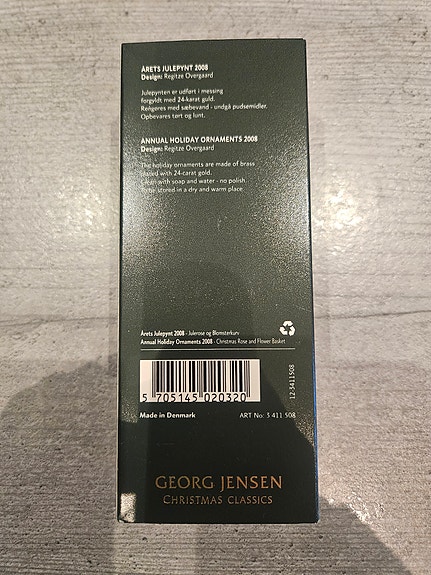 ÅRETS JULEPYNT 2008
Design: Regitze Overgaard
Julepynten er udført i messing
forgyldt med 24-karat guld.
Rengøres med sæbevand - undgå pudsemidler.
Opbevares tørt og lunt.
ANNUAL HOLIDAY ORNAMENTS 2008
Design: Regitze Overgaard
The holiday ornaments are made of brass
plated with 24-carat gold.
Clean with soap and water - no polish.
To be stored in a dry and warm place.
Årets Julepynt 2008 - Julerose og Blomsterkurv
Annual Holiday Ornaments 2008 - Christmas Rose and Flower Basket
12-3411508
5 705145 020320
Made in Denmark ART No: 3 411 508
GEORG JENSEN
CHRISTMAS CLASSICS